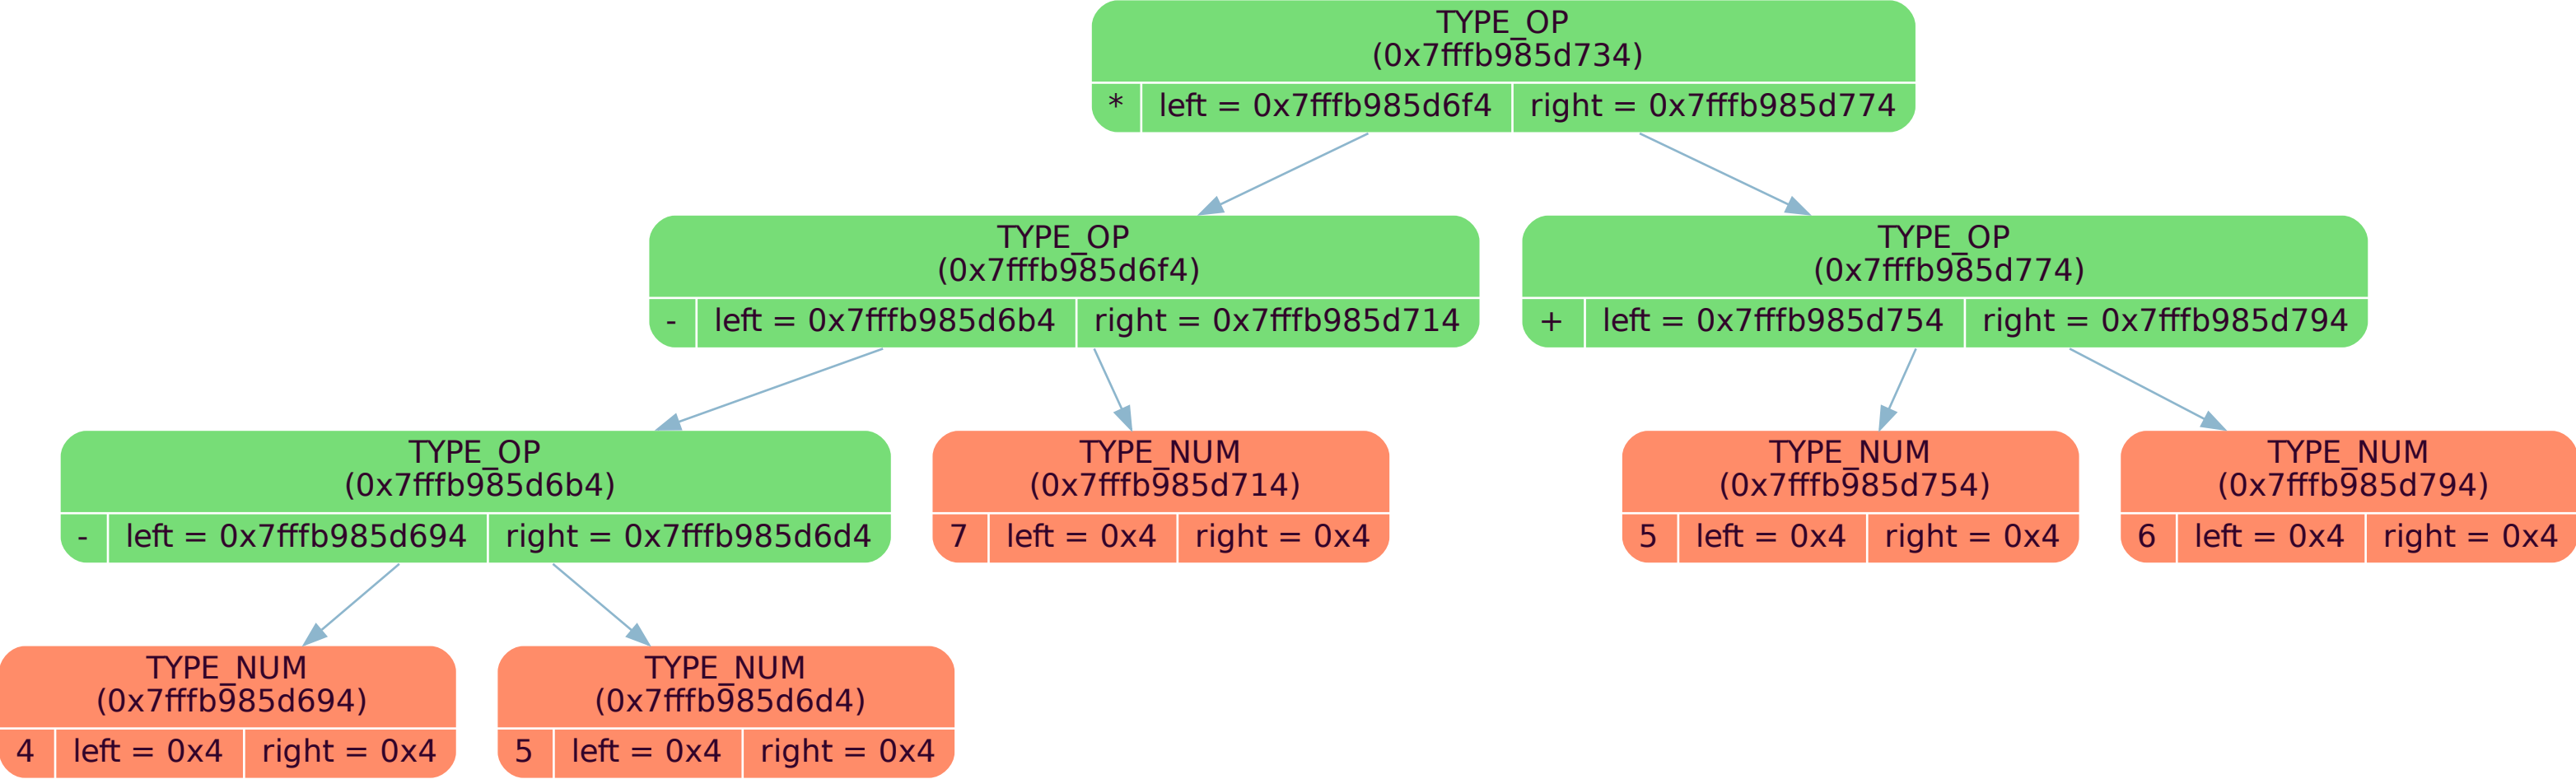 TYPE_OP
(0x7fffb985d734)
* left = 0x7fffb985d6f4 right = 0x7fffb985d774
TYPE_OP
(0x7fffb985d6f4)
- left = 0x7fffb985d6b4 right = 0x7fffb985d714
TYPE_OP
(0x7fffb985d774)
+ left = 0x7fffb985d754 right = 0x7fffb985d794
TYPE_OP
(0x7fffb985d6b4)
- left = 0x7fffb985d694 right = 0x7fffb985d6d4
TYPE_NUM
(0x7fffb985d714)
7 left = 0x4 right = 0x4
TYPE_NUM
(0x7fffb985d754)
5 left = 0x4 right = 0x4
TYPE_NUM
(0x7fffb985d794)
6 left = 0x4 right = 0x4
TYPE_NUM
(0x7fffb985d694)
4 left = 0x4 right = 0x4
TYPE_NUM
(0x7fffb985d6d4)
5 left = 0x4 right = 0x4